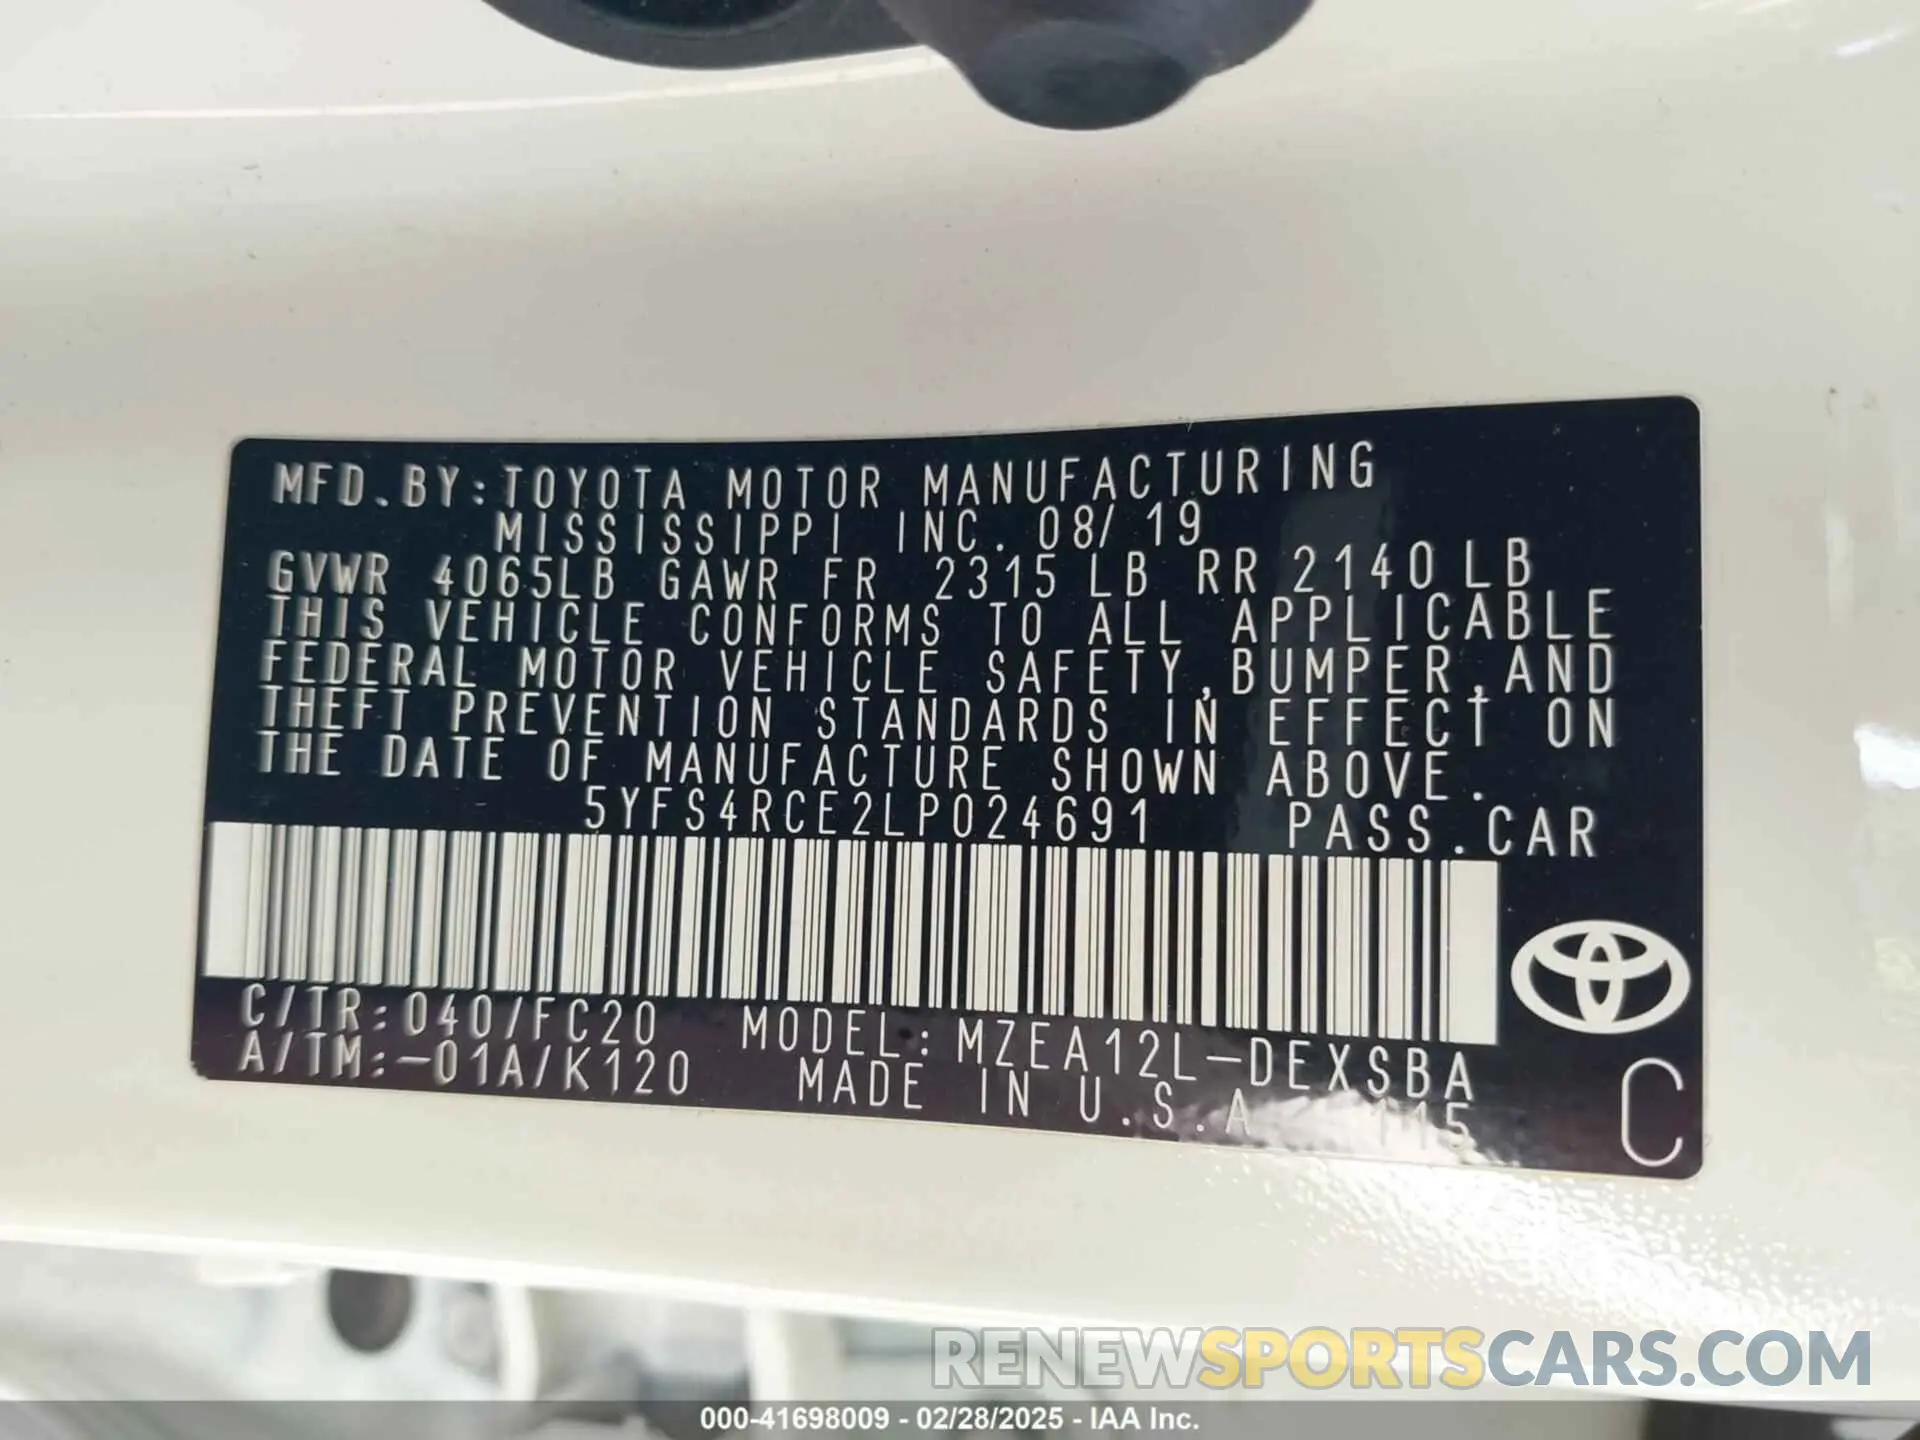 MFD.BY:TOYOTA MOTOR MANUFACTURING
MISSISSIPPI INC. 08/19
GVWR 4065LB GAWR FR 2315 LB RR 2140 LB
THIS VEHICLE CONFORMS TO ALL APPLICABLE
FEDERAL MOTOR VEHICLE SAFETY,BUMPER,AND
THEFT PREVENTION STANDARDS IN EFFECT ON
THE DATE OF MANUFACTURE SHOWN ABOVE.
5YFS4RCE2LP024691 PASS.CAR
C/TR:040/FC20 MODEL:MZEA12L-DEXSBA
A/TM:-01A/K120 MADE IN U.S.A 115
C
RENEWSPORTSCARS.COM
000-41698009 - 02/28/2025 - IAA Inc.